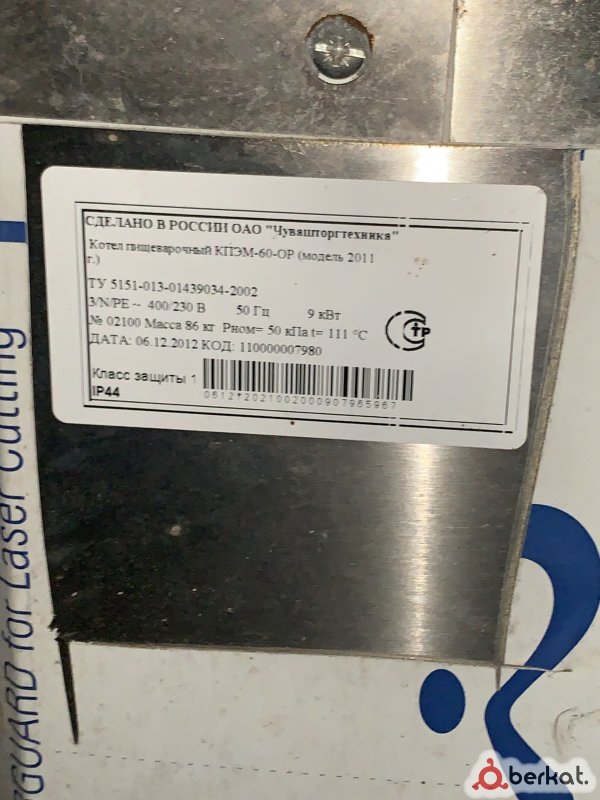 СДЕЛАНО В РОССИИ ОАО "Чувашторгтехника"
Котел пищеварочный КПЭМ-60-ОР (модель 2011
г.)
ТУ 5151-013-01439034-2002
3/N/PE ~ 400/230 В 50 Гц 9 кВт
№ 02100 Масса 86 кг Рном= 50 кПа t= 111 °С
ДАТА: 06.12.2012 КОД: 110000007980
Класс защиты 1
IP44
0612*2021002000907965967
GUARD for Laser Cutting
berkat.